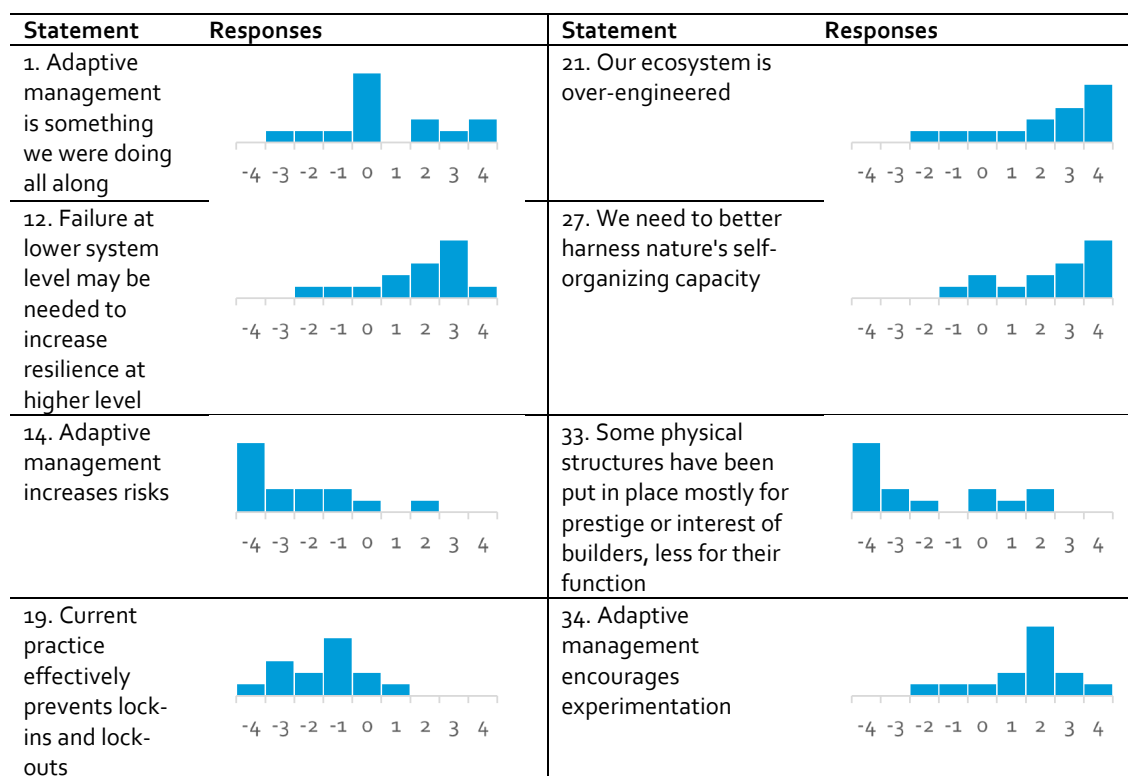 Statement Responses Statement Responses
1. Adaptive
management
is something
we were doing
all along
-4 -3 -2 -1 0 1 2 3 4
21. Our ecosystem is
over-engineered
-4 -3 -2 -1 0 1 2 3 4
12. Failure at
lower system
level may be
needed to
increase
resilience at
higher level
-4 -3 -2 -1 0 1 2 3 4
27. We need to better
harness nature's self-
organizing capacity
-4 -3 -2 -1 0 1 2 3 4
14. Adaptive
management
increases risks
-4 -3 -2 -1 0 1 2 3 4
33. Some physical
structures have been
put in place mostly for
prestige or interest of
builders, less for their
function
-4 -3 -2 -1 0 1 2 3 4
19. Current
practice
effectively
prevents lock-
ins and lock-
outs
-4 -3 -2 -1 0 1 2 3 4
34. Adaptive
management
encourages
experimentation
-4 -3 -2 -1 0 1 2 3 4